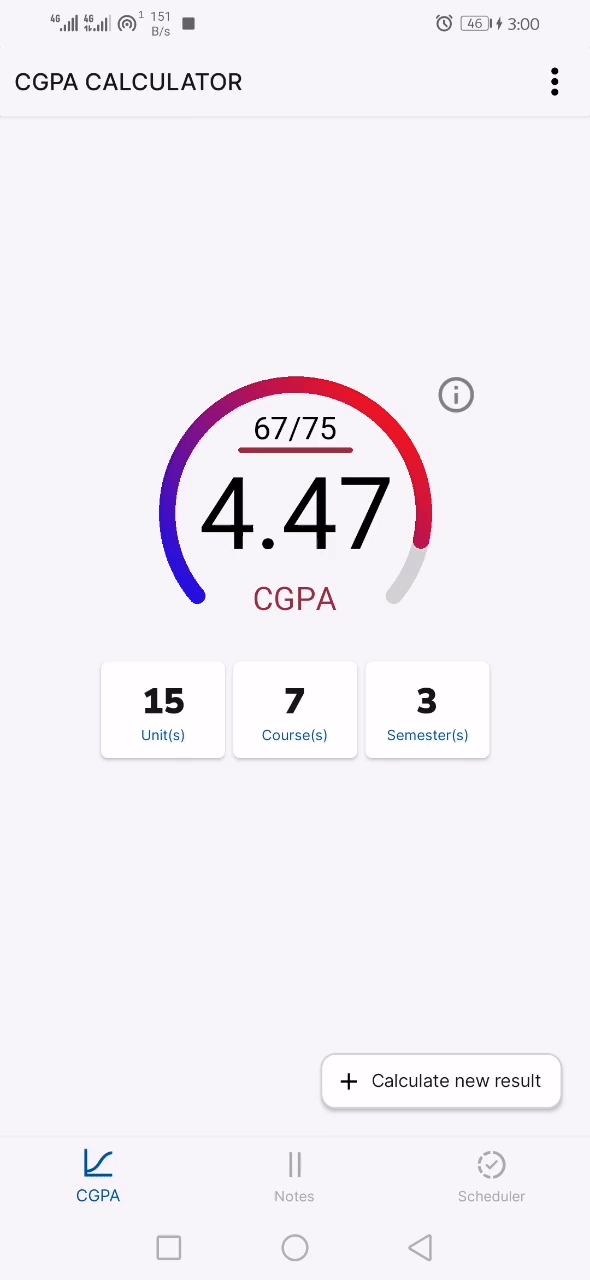 4G 4G 1 151 B/s 46 3:00
CGPA CALCULATOR
67/75
4.47
CGPA
15 7 3
Unit(s) Course(s) Semester(s)
+ Calculate new result
CGPA Notes Scheduler